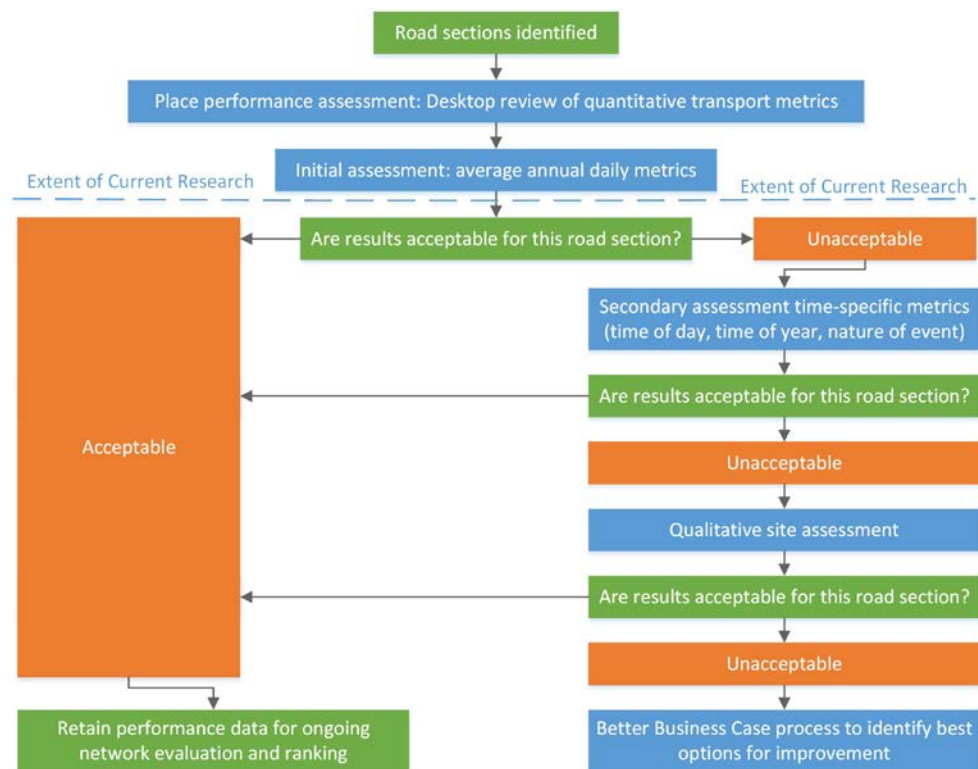 Road sections identified
Place performance assessment: Desktop review of quantitative transport metrics
Initial assessment: average annual daily metrics
Extent of Current Research
Extent of Current Research
Are results acceptable for this road section?
Unacceptable
Secondary assessment time-specific metrics
(time of day, time of year, nature of event)
Are results acceptable for this road section?
Acceptable
Unacceptable
Qualitative site assessment
Are results acceptable for this road section?
Unacceptable
Retain performance data for ongoing
network evaluation and ranking
Better Business Case process to identify best
options for improvement